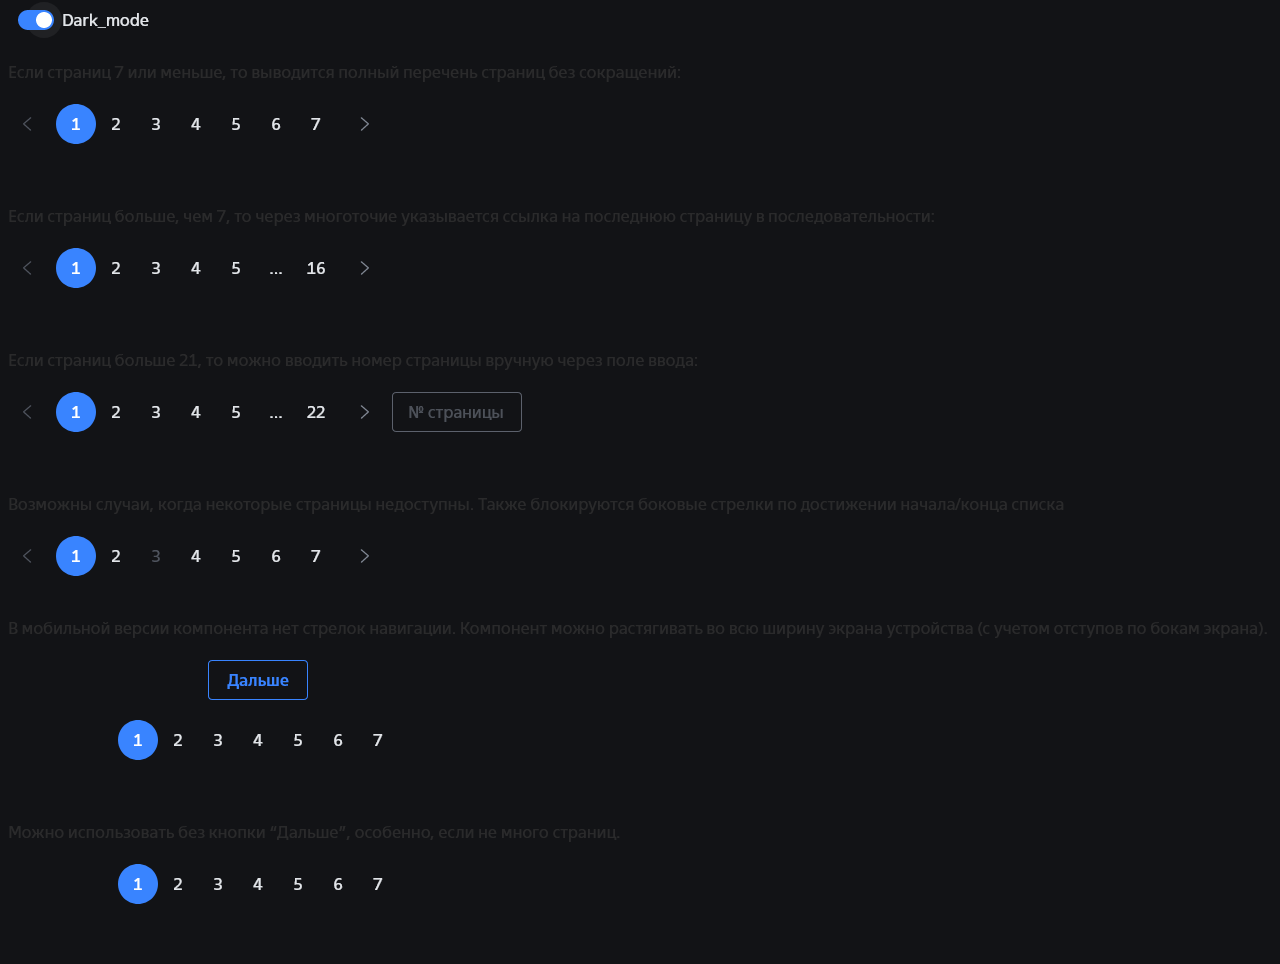 Dark_mode
Если страниц 7 или меньше, то выводится полный перечень страниц без сокращений:
1 2 3 4 5 6 7
Если страниц больше, чем 7, то через многоточие указывается ссылка на последнюю страницу в последовательности:
1 2 3 4 5 ... 16
Если страниц больше 21, то можно вводить номер страницы вручную через поле ввода:
1 2 3 4 5 ... 22 № страницы
Возможны случаи, когда некоторые страницы недоступны. Также блокируются боковые стрелки по достижении начала/конца списка
1 2 3 4 5 6 7
В мобильной версии компонента нет стрелок навигации. Компонент можно растягивать во всю ширину экрана устройства (с учетом отступов по бокам экрана).
Дальше
1 2 3 4 5 6 7
Можно использовать без кнопки “Дальше”, особенно, если не много страниц.
1 2 3 4 5 6 7